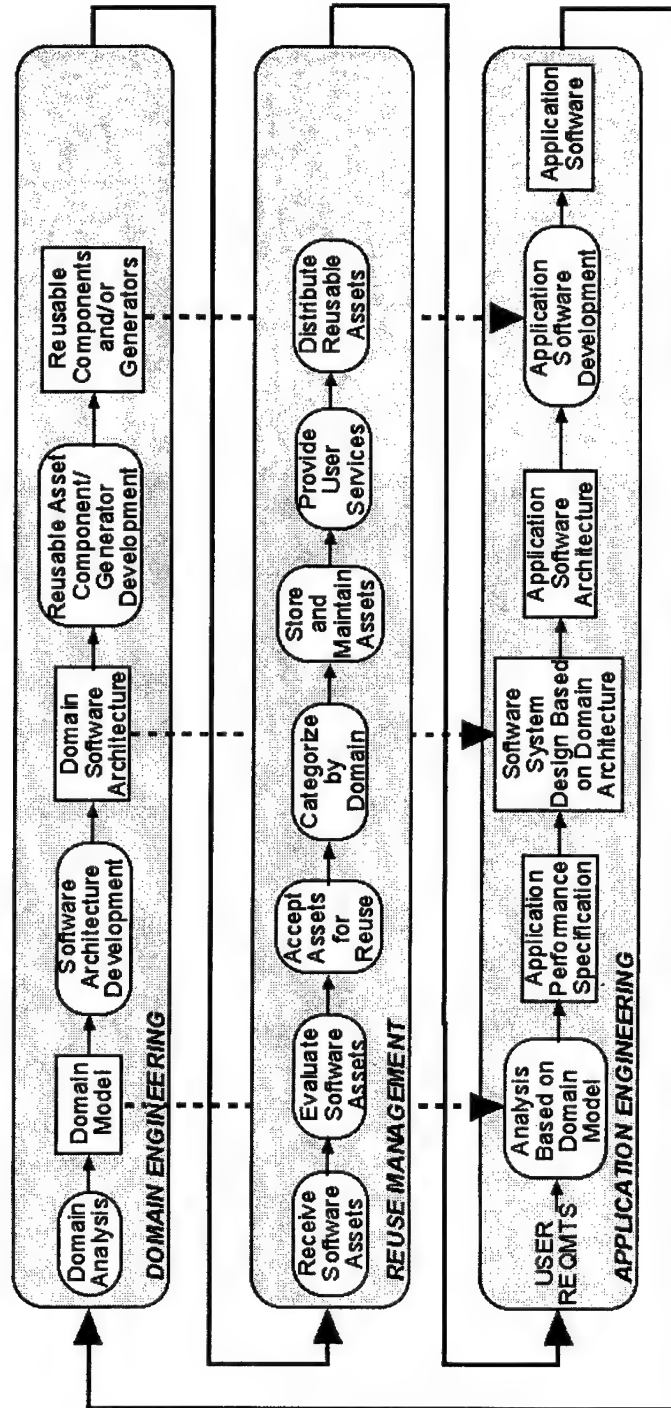 Domain
Analysis
Domain
Model
Software
Architecture
Development
Domain
Software
Architecture
Reusable Asset
Component/
Generator
Development
Reusable
Components
and/or
Generators
DOMAIN ENGINEERING
Receive
Software
Assets
Evaluate
Software
Assets
Accept
Assets
for
Reuse
Categorize
by
Domain
Store
and
Maintain
Assets
Provide
User
Services
Distribute
Reusable
Assets
REUSE MANAGEMENT
USER
REQMTS
Analysis
Based on
Domain
Model
Application
Performance
Specification
Software
System
Design Based
on Domain
Architecture
Application
Software
Architecture
Application
Software
Development
Application
Software
APPLICATION ENGINEERING